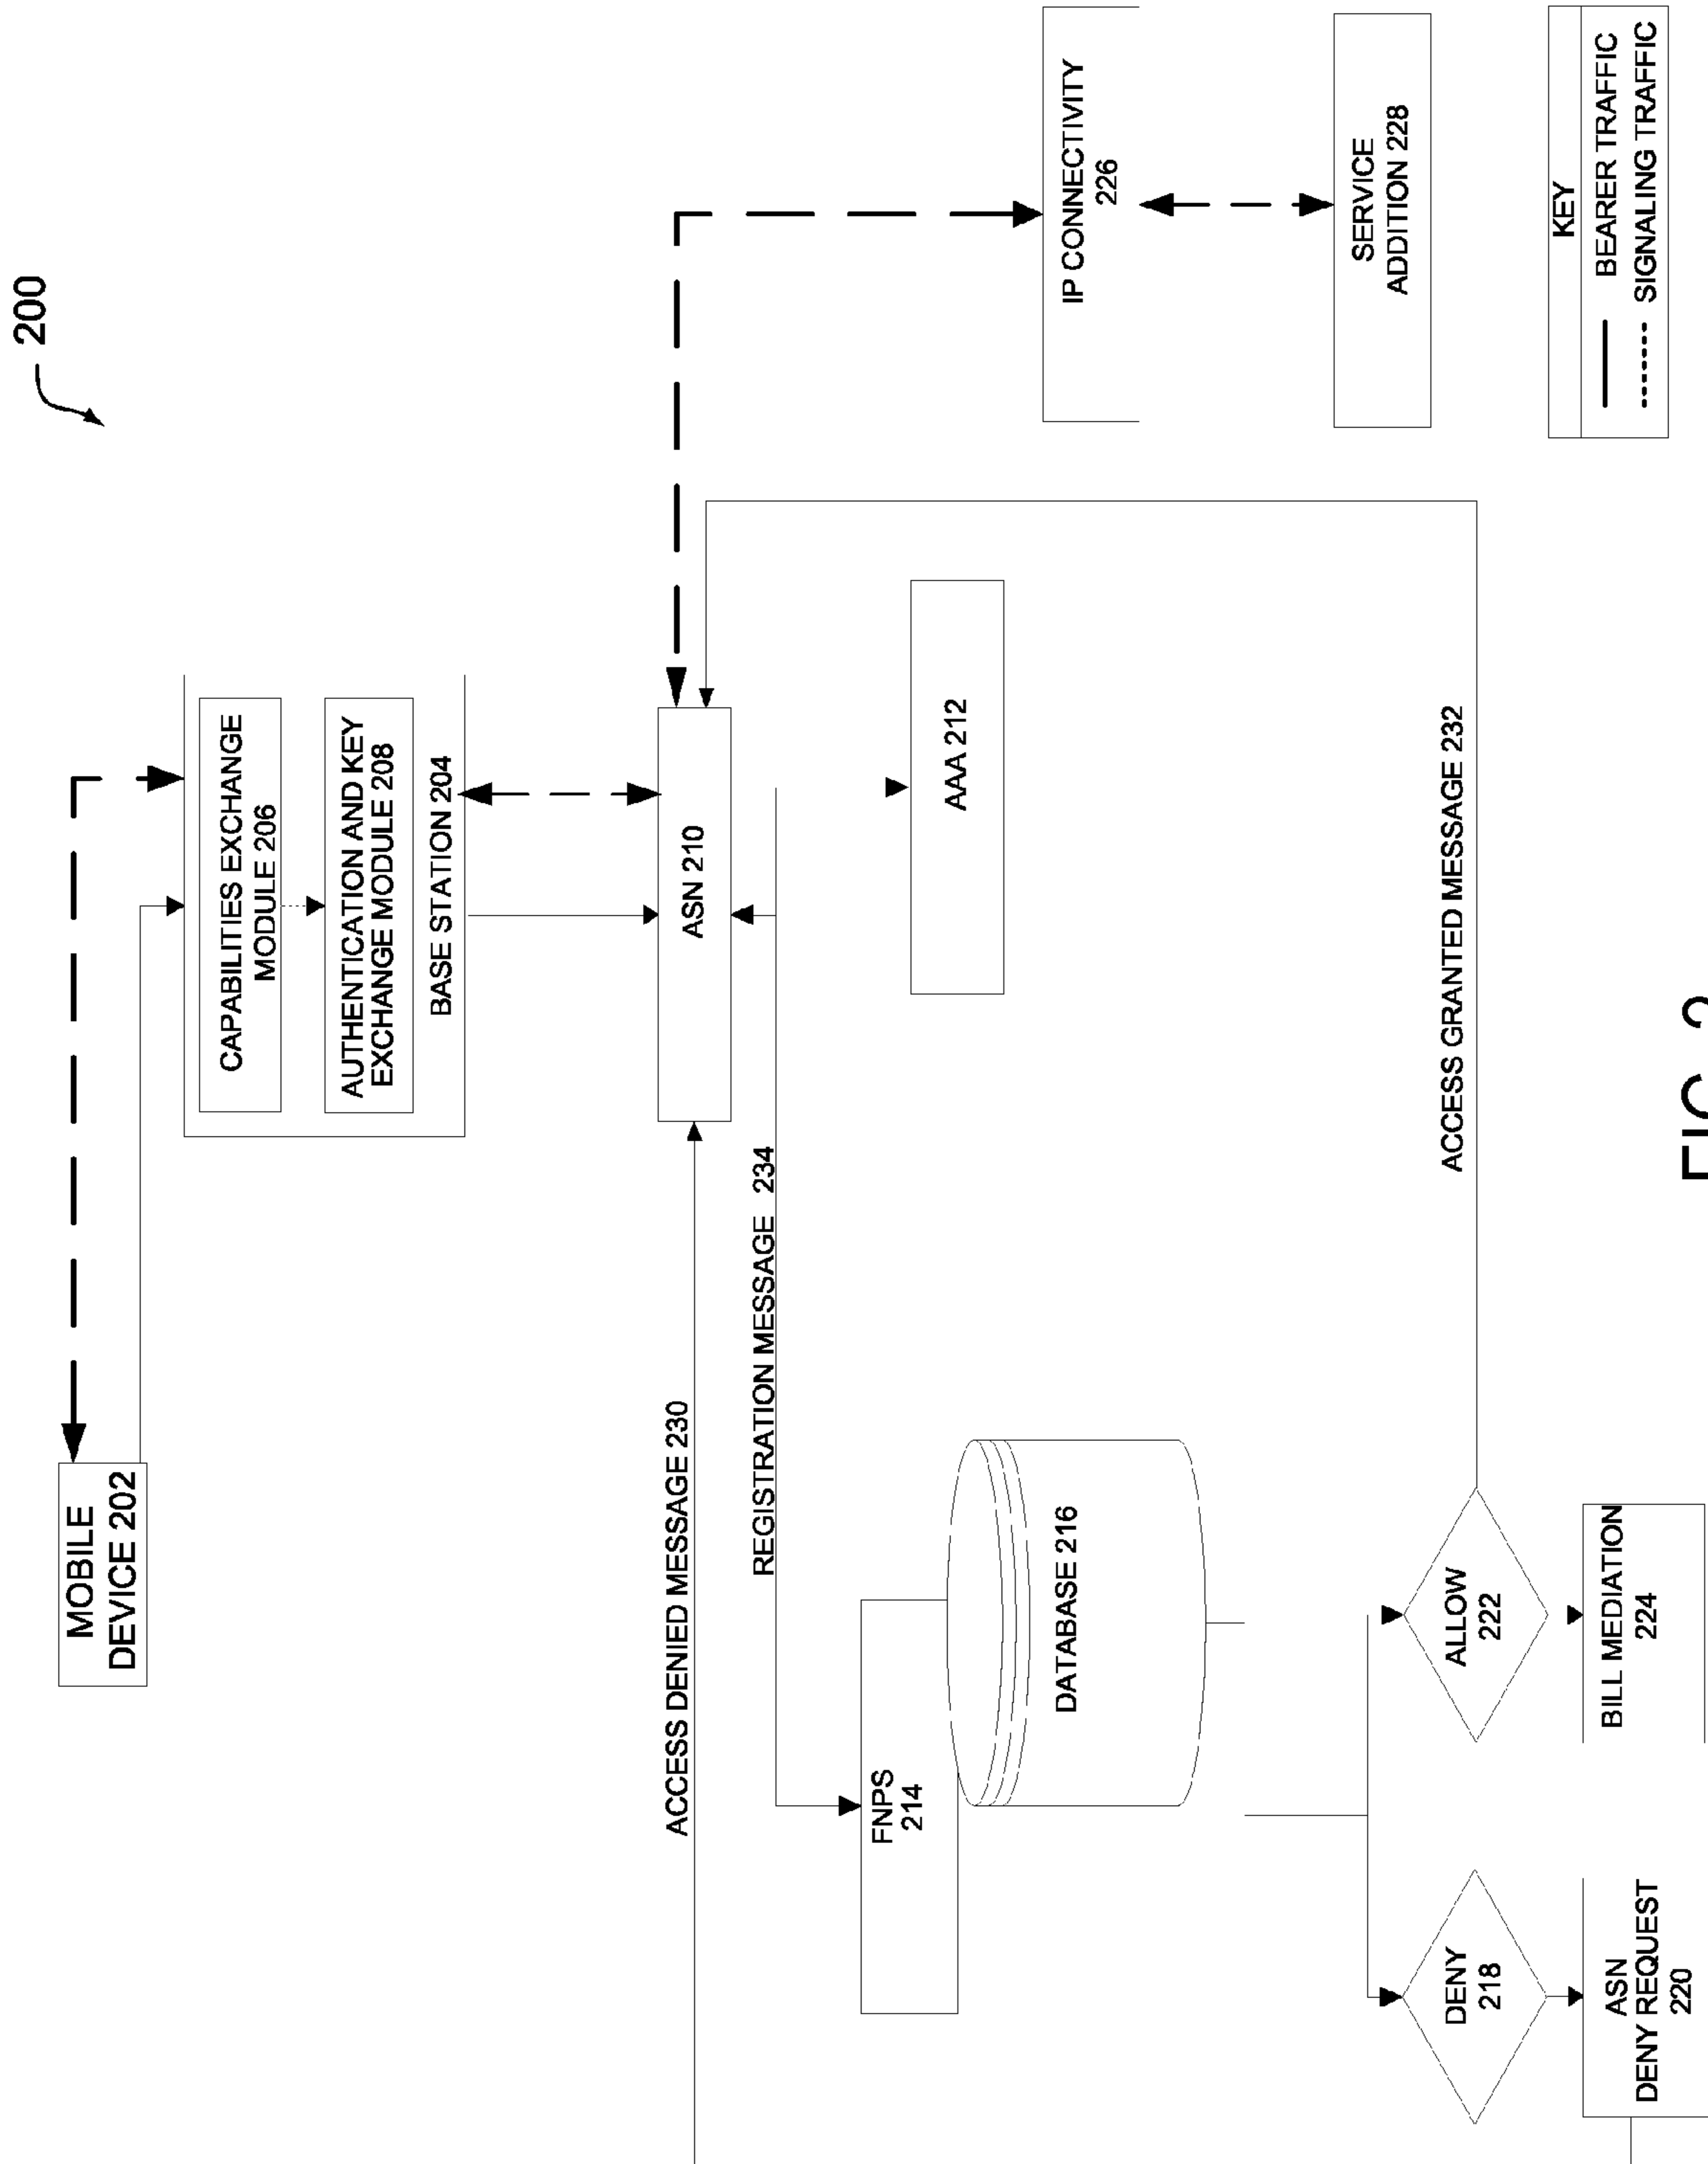 200
MOBILE
DEVICE 202
CAPABILITIES EXCHANGE
MODULE 206
AUTHENTICATION AND KEY
EXCHANGE MODULE 208
BASE STATION 204
ASN 210
ACCESS DENIED MESSAGE 230
REGISTRATION MESSAGE 234
FNPS
214
DATABASE 216
AAA 212
IP CONNECTIVITY
226
SERVICE
ADDITION 228
ACCESS GRANTED MESSAGE 232
DENY
218
ALLOW
222
ASN
DENY REQUEST
220
BILL MEDIATION
224
KEY
BEARER TRAFFIC
SIGNALING TRAFFIC